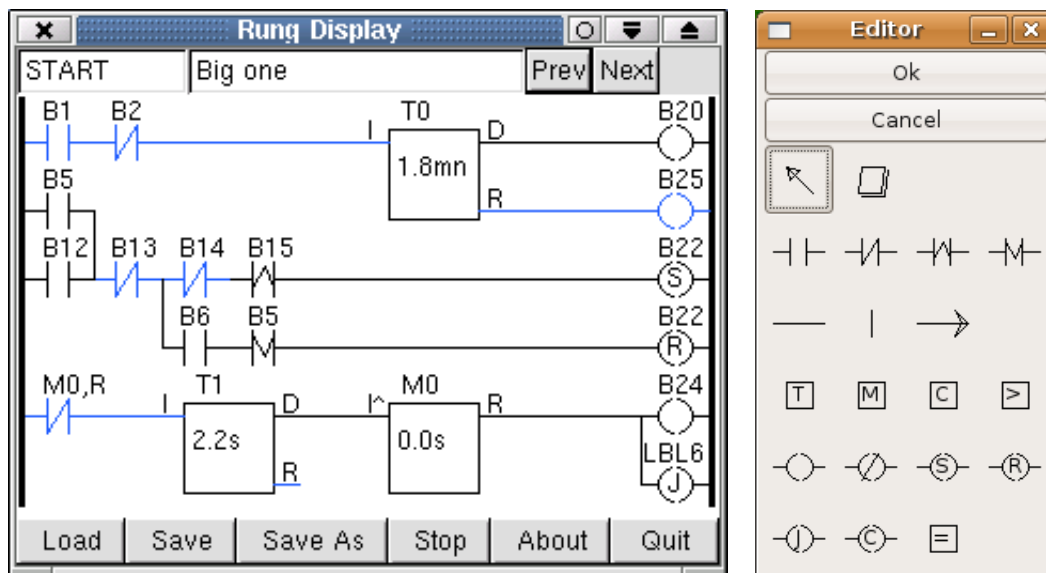 Rung Display
START Big one Prev Next
B1 B2 T0 B20
I D
1.8mn
B5 B25
R
B12 B13 B14 B15 B22
S
B6 B5 B22
R
M0,R T1 M0 B24
I D I^ R
2.2s 0.0s
LBL6
R J
Load Save Save As Stop About Quit
Editor
Ok
Cancel
M
T M C >
S R
J C =